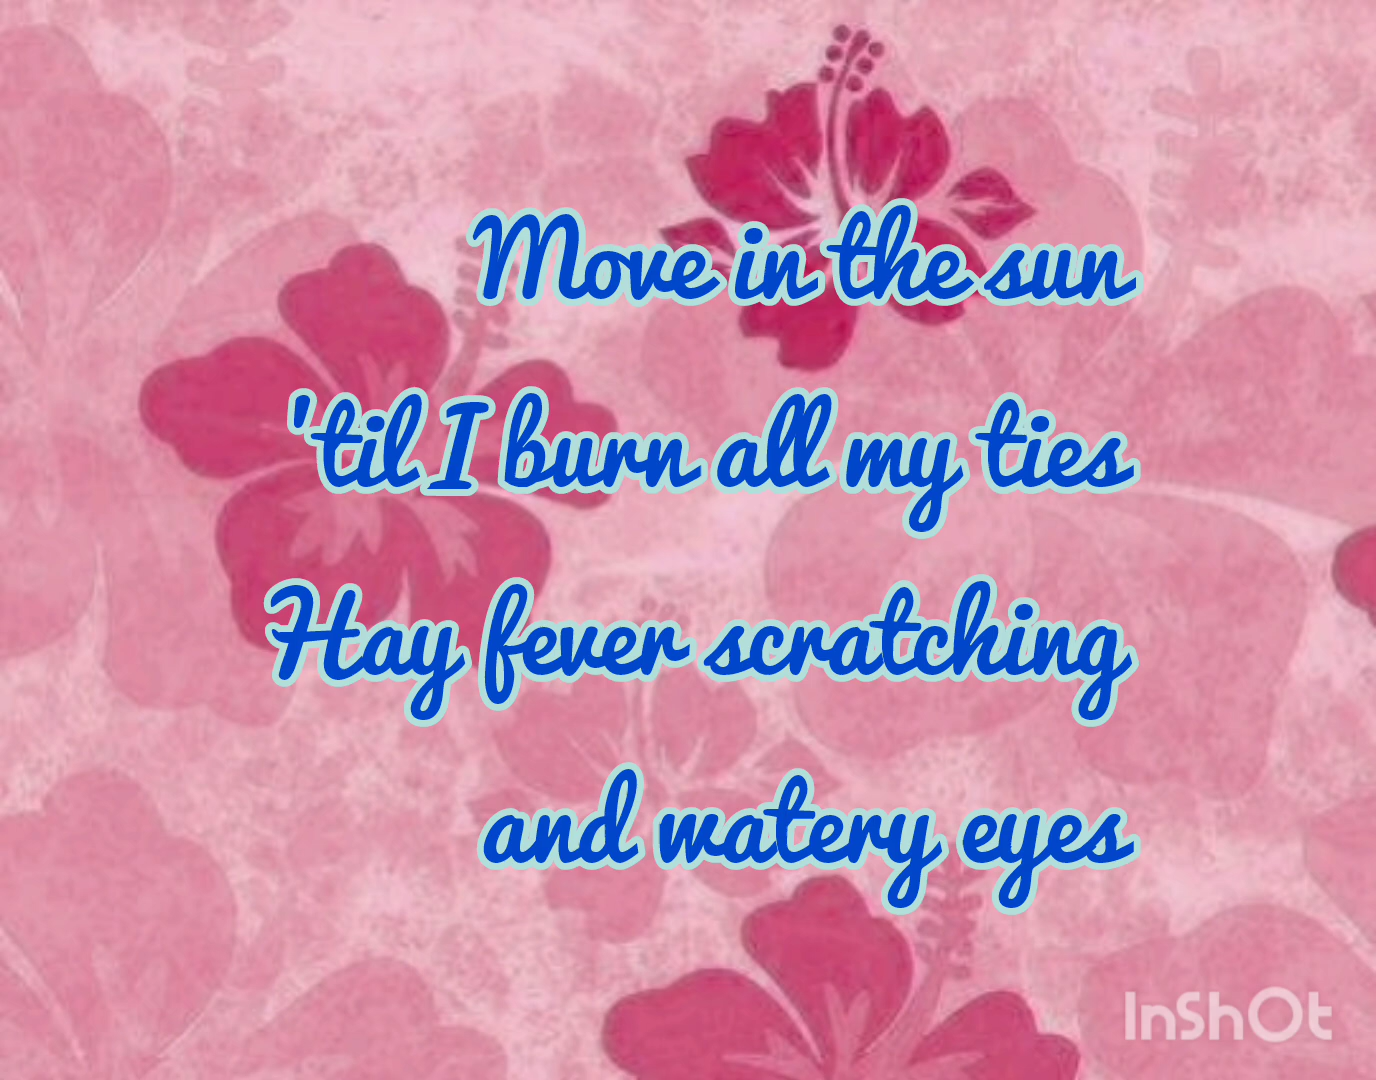 Move in the sun
'til I burn all my ties
Hay fever scratching
and watery eyes
InShOt